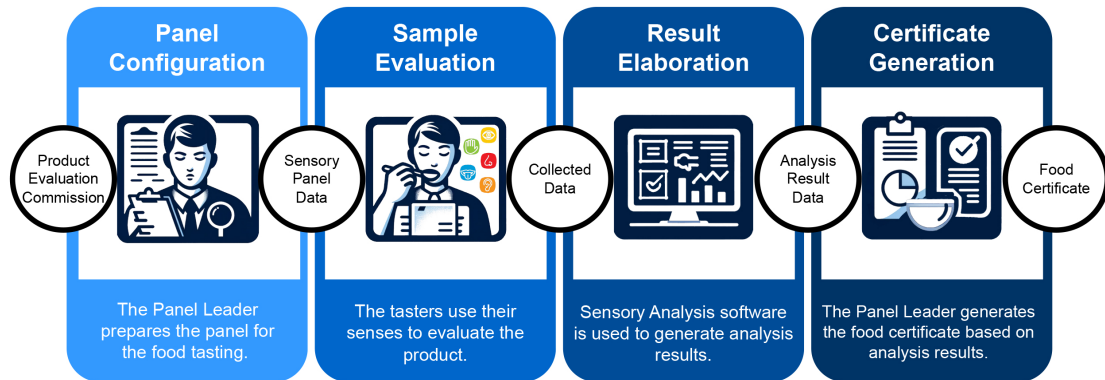 Panel
Configuration
Sample
Evaluation
Result
Elaboration
Certificate
Generation
Product
Evaluation
Commission
Sensory
Panel
Data
Collected
Data
Analysis
Result
Data
Food
Certificate
The Panel Leader
prepares the panel for
the food tasting.
The tasters use their
senses to evaluate the
product.
Sensory Analysis software
is used to generate analysis
results.
The Panel Leader generates
the food certificate based on
analysis results.